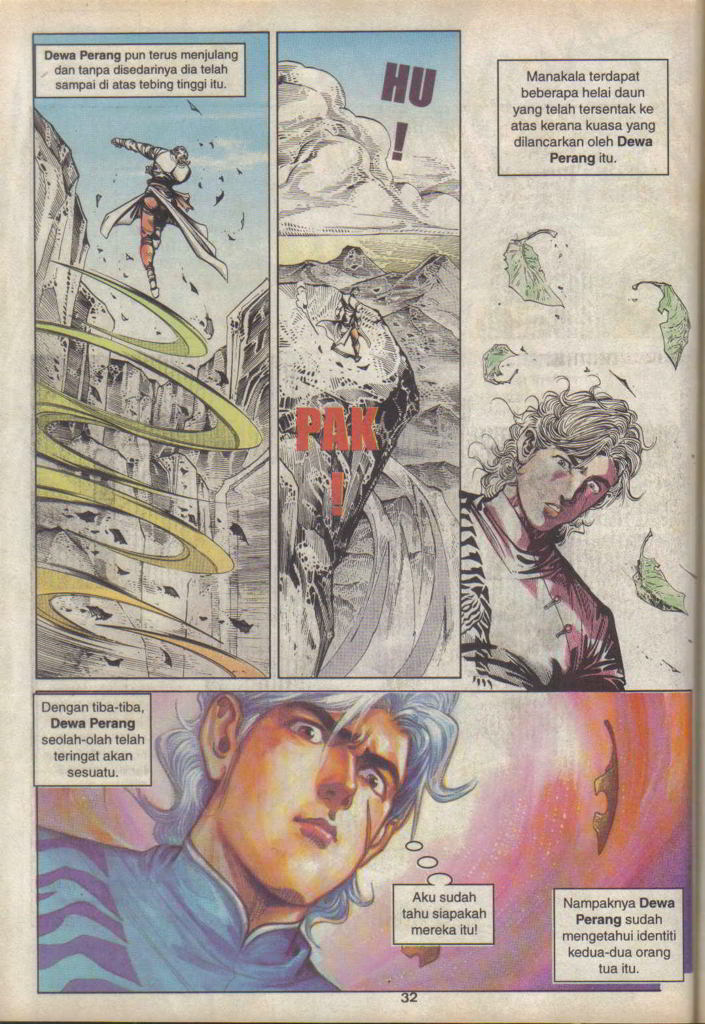 Dewa Perang pun terus menjulang
dan tanpa disedarinya dia telah
sampai di atas tebing tinggi itu.
HU
!
PAK
!
Manakala terdapat
beberapa helai daun
yang telah tersentak ke
atas kerana kuasa yang
dilancarkan oleh Dewa
Perang itu.
Dengan tiba-tiba,
Dewa Perang
seolah-olah telah
teringat akan
sesuatu.
Aku sudah
tahu siapakah
mereka itu!
Nampaknya Dewa
Perang sudah
mengetahui identiti
kedua-dua orang
tua itu.
32